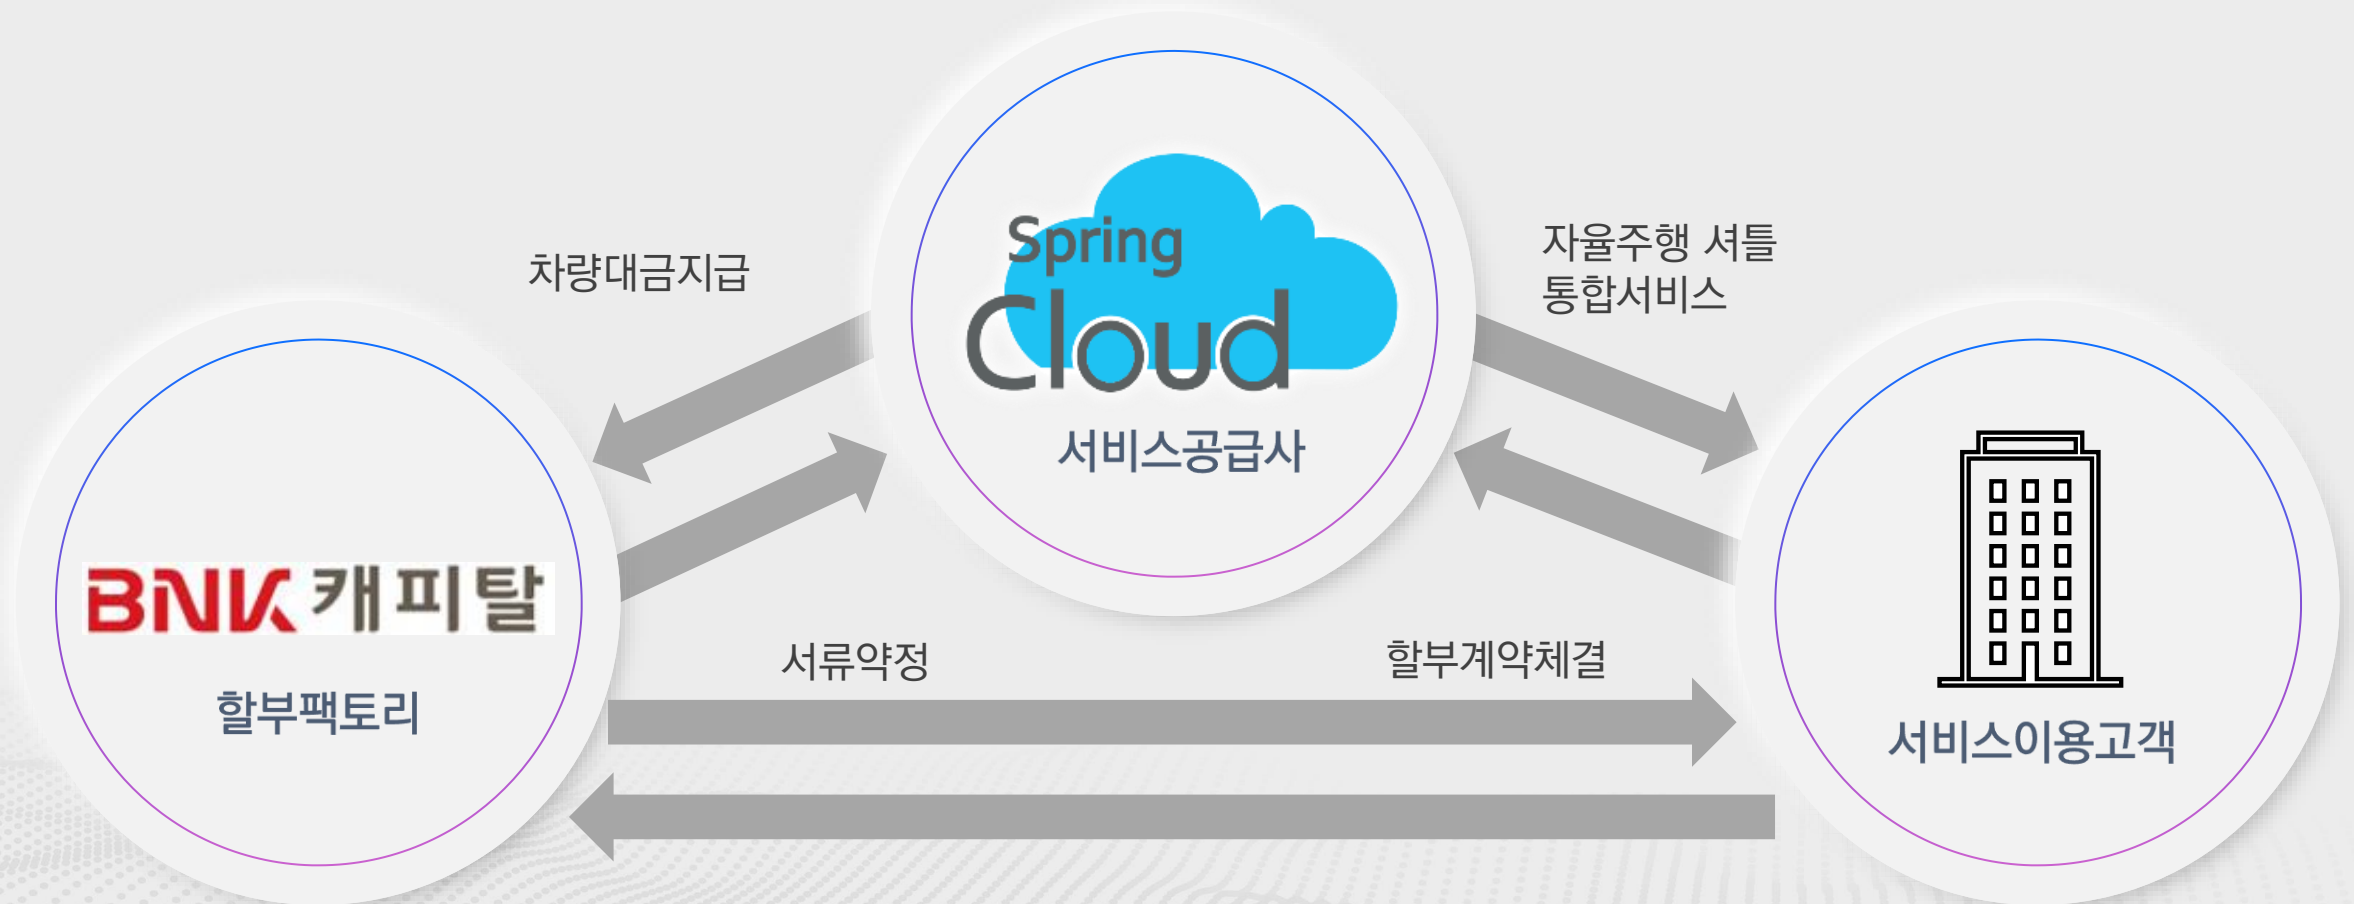 Spring
Cloud
서비스공급사
차량대금지급
자율주행 셔틀
통합서비스
BNK 캐피탈
할부팩토리
서류약정
할부계약체결
서비스이용고객